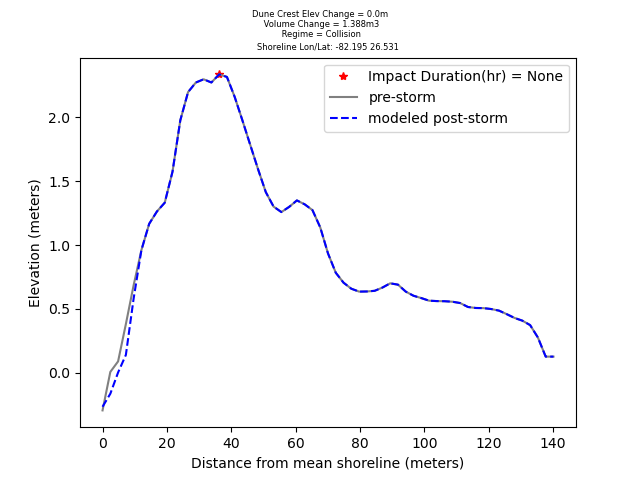 Dune Crest Elev Change = 0.0m
Volume Change = 1.388m3
Regime = Collision
Shoreline Lon/Lat: -82.195 26.531
Impact Duration(hr) = None
pre-storm
modeled post-storm
2.0
1.5
1.0
0.5
0.0
Elevation (meters)
0 20 40 60 80 100 120 140
Distance from mean shoreline (meters)